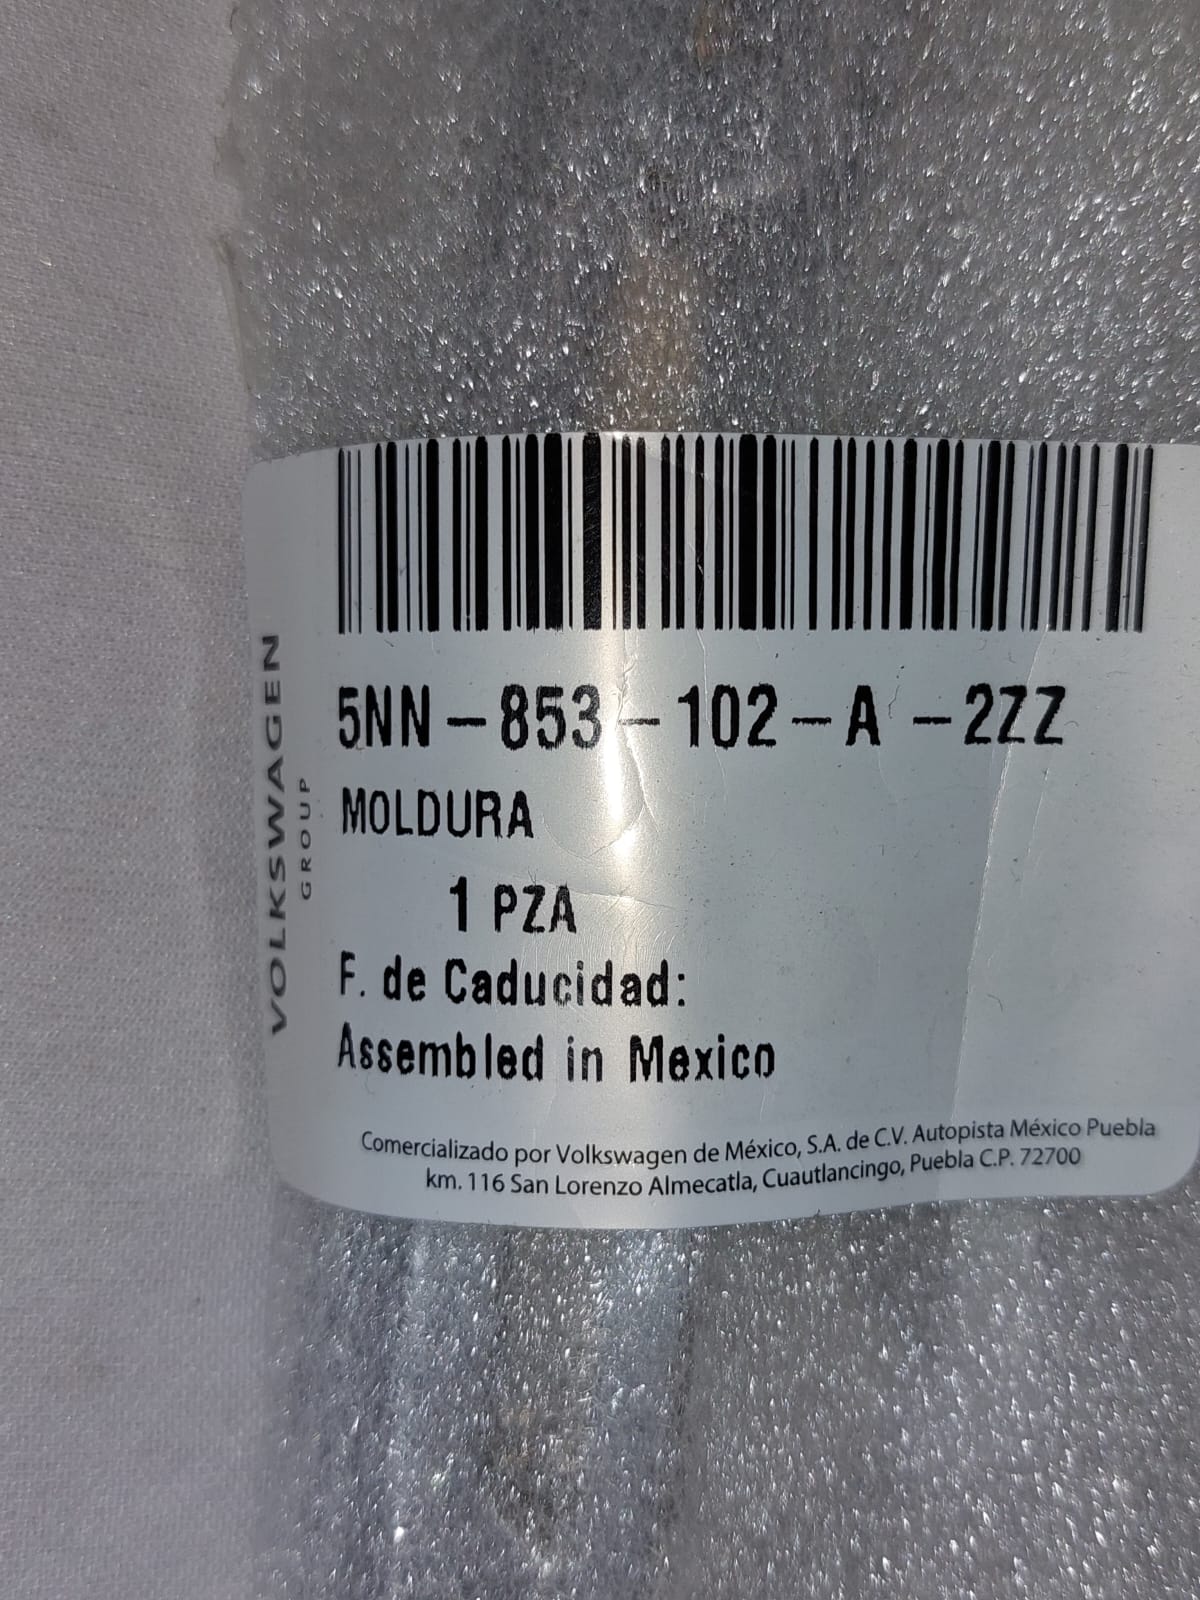 5NN-853-102-A -2ZZ
MOLDURA
1 PZA
F. de Caducidad:
Assembled in Mexico
Comercializado por Volkswagen de México, S.A. de C.V. Autopista México Puebla
km. 116 San Lorenzo Almecatla, Cuautlancingo, Puebla C.P. 72700
VOLKSWAGEN
GROUP